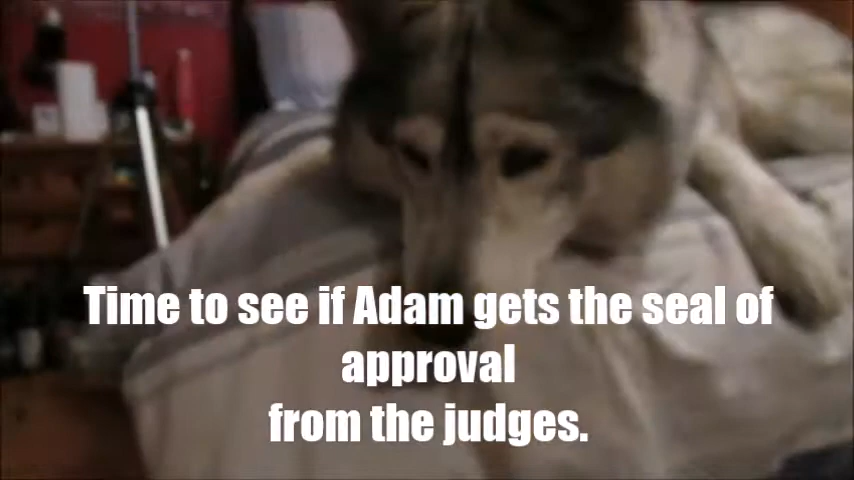 Time to see if Adam gets the seal of
approval
from the judges.